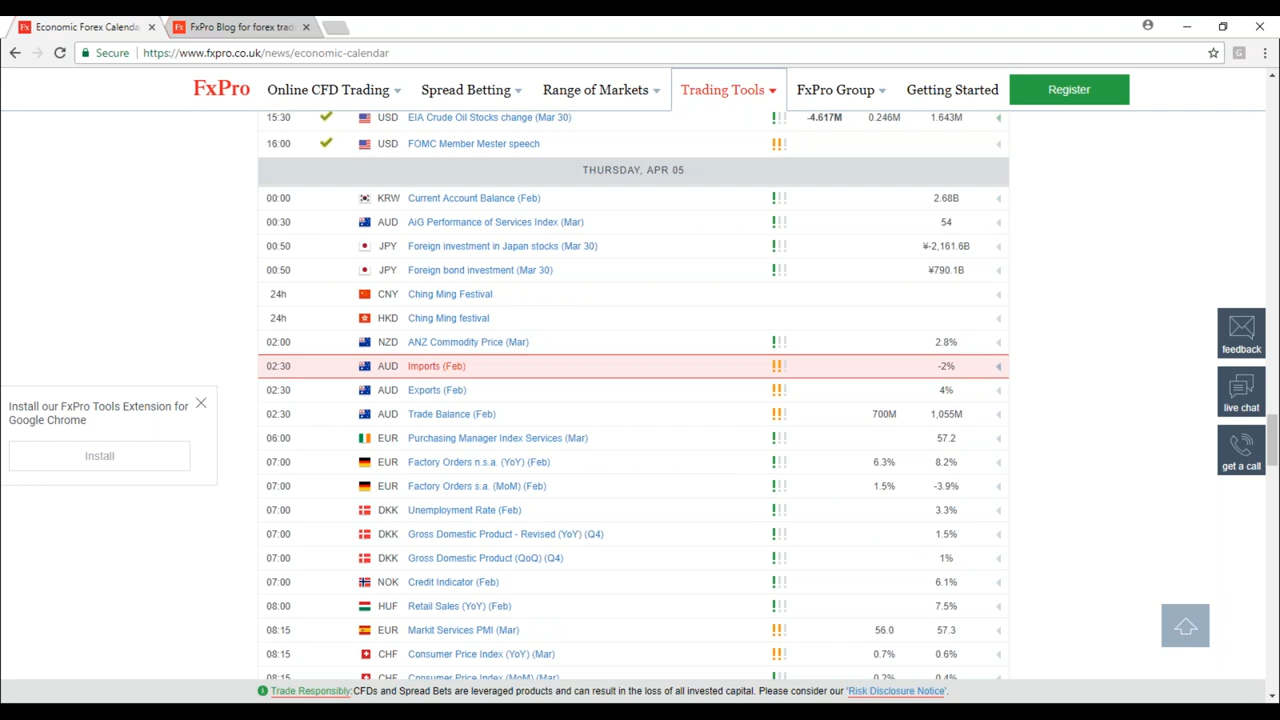 Economic Forex Calenda
FxPro Blog for forex trad
Secure https://www.fxpro.co.uk/news/economic-calendar
FxPro Online CFD Trading Spread Betting Range of Markets Trading Tools FxPro Group Getting Started Register
15:30 USD EIA Crude Oil Stocks change (Mar 30) -4.617M 0.246M 1.643M
16:00 USD FOMC Member Mester speech
THURSDAY, APR 05
00:00 KRW Current Account Balance (Feb) 2.68B
00:30 AUD AiG Performance of Services Index (Mar) 54
00:50 JPY Foreign investment in Japan stocks (Mar 30) ¥-2,161.6B
00:50 JPY Foreign bond investment (Mar 30) ¥790.1B
24h CNY Ching Ming Festival
24h HKD Ching Ming festival
02:00 NZD ANZ Commodity Price (Mar) 2.8%
02:30 AUD Imports (Feb) -2%
02:30 AUD Exports (Feb) 4%
02:30 AUD Trade Balance (Feb) 700M 1,055M
06:00 EUR Purchasing Manager Index Services (Mar) 57.2
07:00 EUR Factory Orders n.s.a. (YoY) (Feb) 6.3% 8.2%
07:00 EUR Factory Orders s.a. (MoM) (Feb) 1.5% -3.9%
07:00 DKK Unemployment Rate (Feb) 3.3%
07:00 DKK Gross Domestic Product - Revised (YoY) (Q4) 1.5%
07:00 DKK Gross Domestic Product (QoQ) (Q4) 1%
07:00 NOK Credit Indicator (Feb) 6.1%
08:00 HUF Retail Sales (YoY) (Feb) 7.5%
08:15 EUR Markit Services PMI (Mar) 56.0 57.3
08:15 CHF Consumer Price Index (YoY) (Mar) 0.7% 0.6%
08:15 CHF Consumer Price Index (MoM) (Mar) 0.2% 0.4%
Install our FxPro Tools Extension for
Google Chrome
Install
feedback
live chat
get a call
Trade Responsibly: CFDs and Spread Bets are leveraged products and can result in the loss of all invested capital. Please consider our 'Risk Disclosure Notice'.